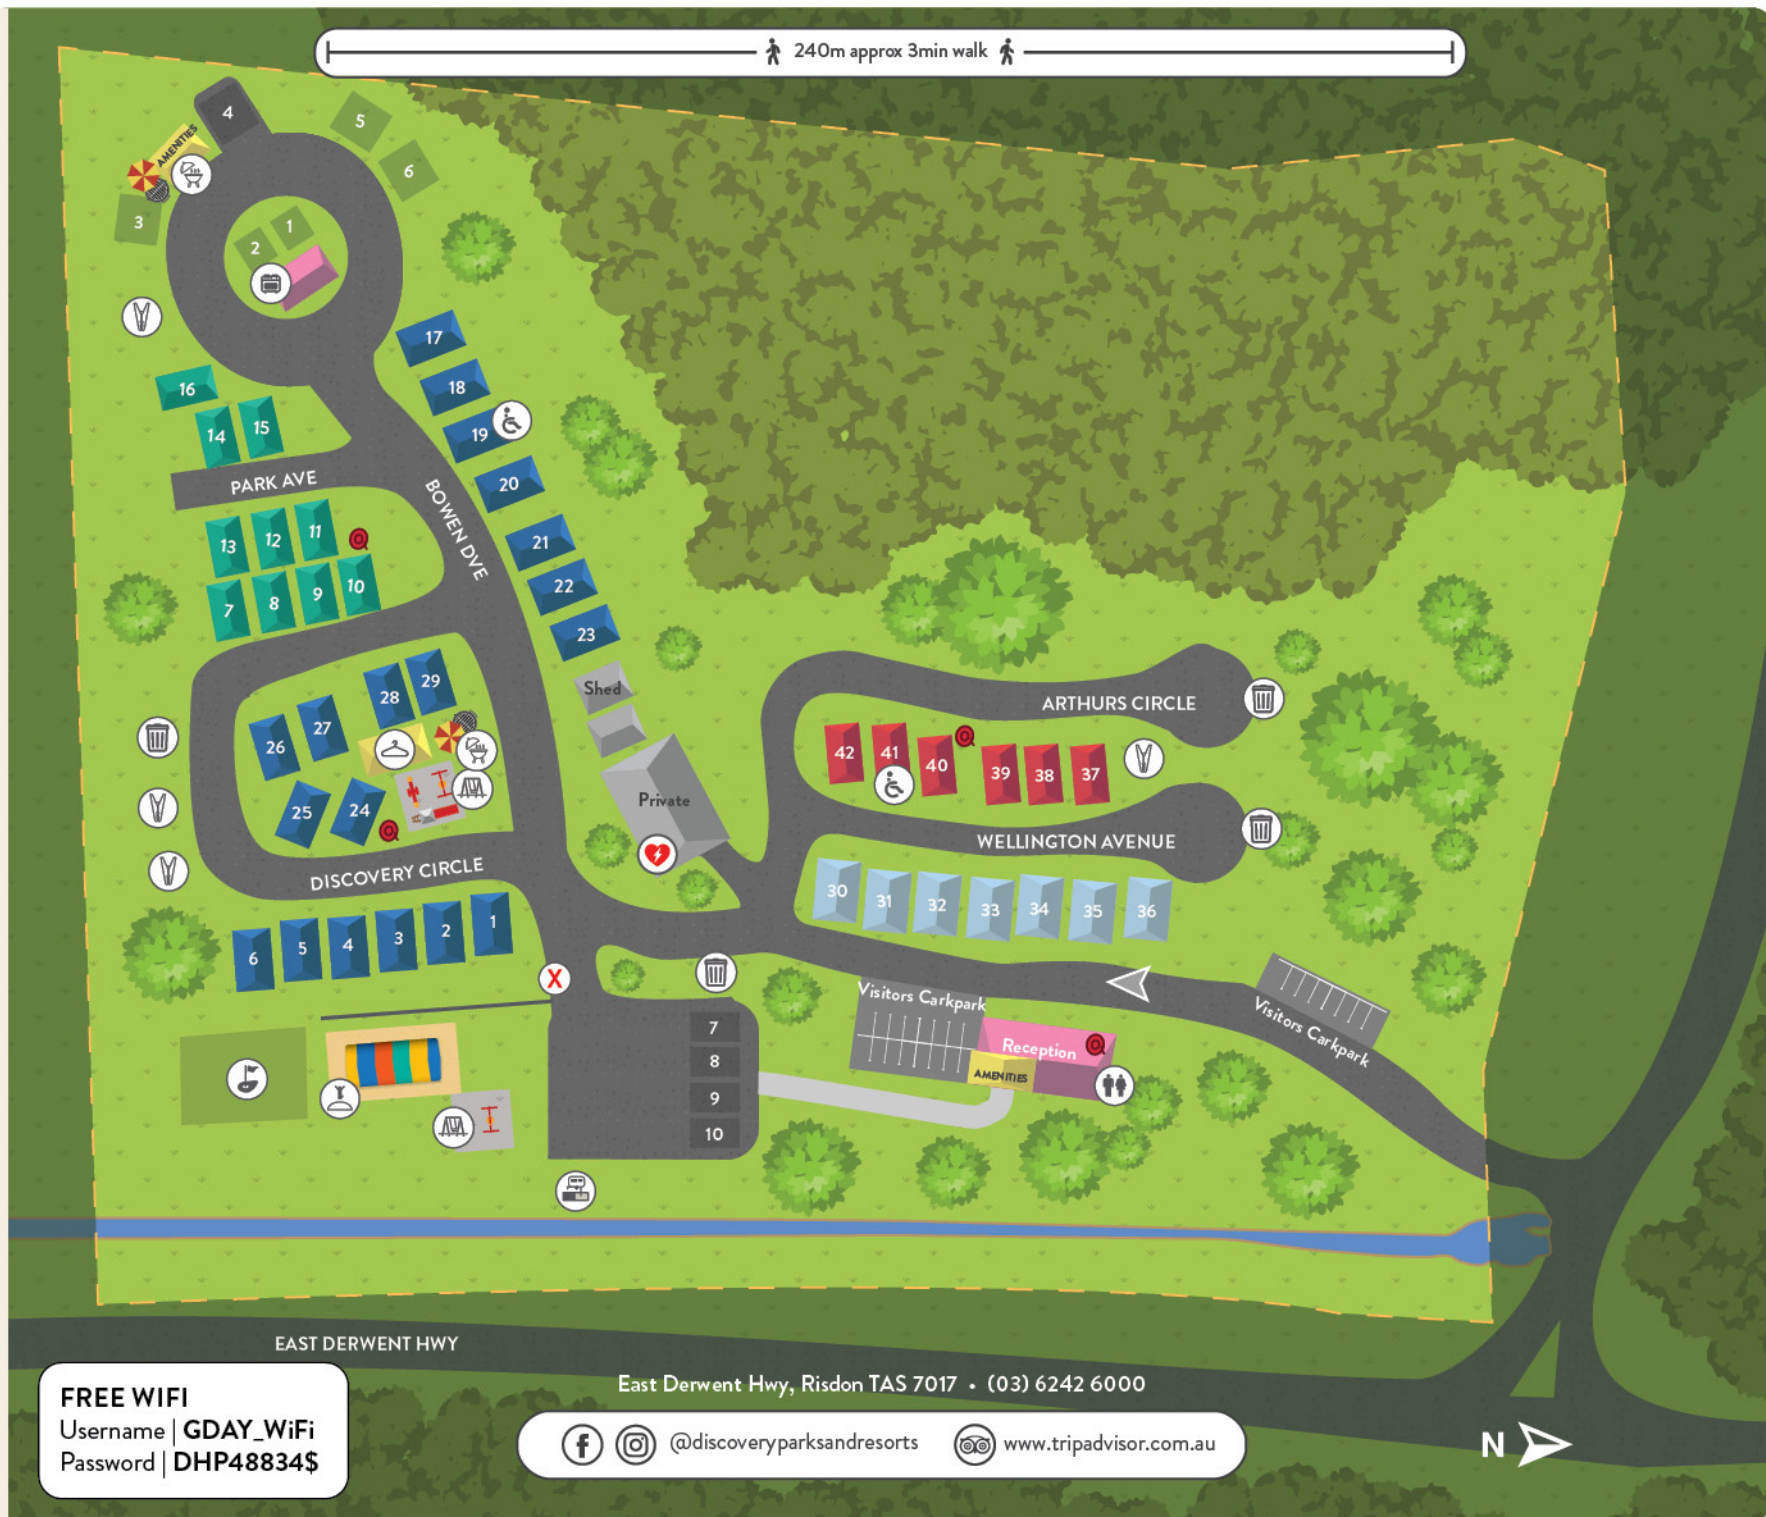 240m approx 3min walk
4
5
AMENITIES
6
3
1
2
17
16
18
15
14
19
PARK AVE
20
BOWEN DVE
11
12
13
21
10
22
9
8
7
23
29
28
Shed
27
26
ARTHURS CIRCLE
42
41
40
39
38
37
24
25
Private
WELLINGTON AVENUE
DISCOVERY CIRCLE
30
31
32
33
34
35
36
1
2
3
4
5
6
X
Visitors Carkpark
Visitors Carkpark
7
Reception
8
AMENITIES
9
10
EAST DERWENT HWY
East Derwent Hwy, Risdon TAS 7017 • (03) 6242 6000
FREE WIFI
Username | GDAY_WiFi
Password | DHP48834$
@discoveryparksandresorts
www.tripadvisor.com.au
N